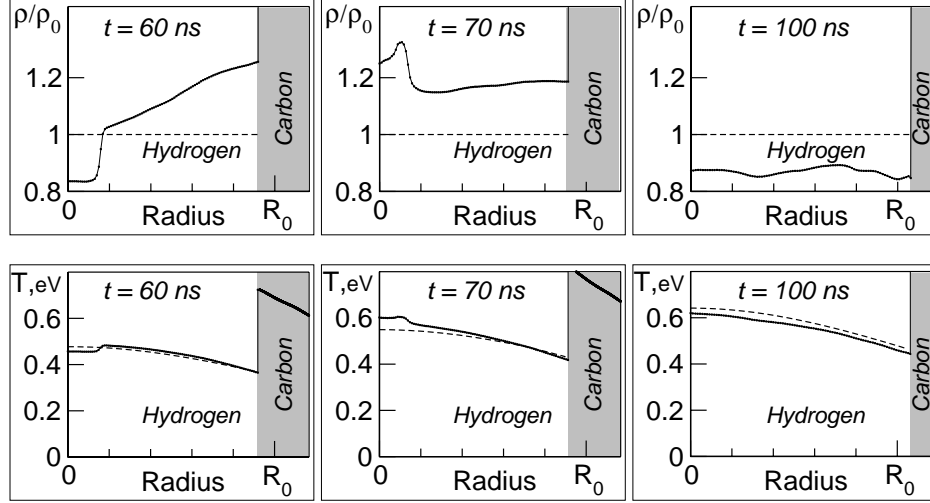 ρ/ρ0 t = 60 ns
1.2
1
0.8
Hydrogen
Carbon
0 Radius R0
ρ/ρ0 t = 70 ns
1.2
1
0.8
Hydrogen
Carbon
0 Radius R0
ρ/ρ0 t = 100 ns
1.2
1
0.8
Hydrogen
Carbon
0 Radius R0
T,eV t = 60 ns
0.6
0.4
0.2
0
Hydrogen
Carbon
0 Radius R0
T,eV t = 70 ns
0.6
0.4
0.2
0
Hydrogen
Carbon
0 Radius R0
T,eV t = 100 ns
0.6
0.4
0.2
0
Hydrogen
Carbon
0 Radius R0